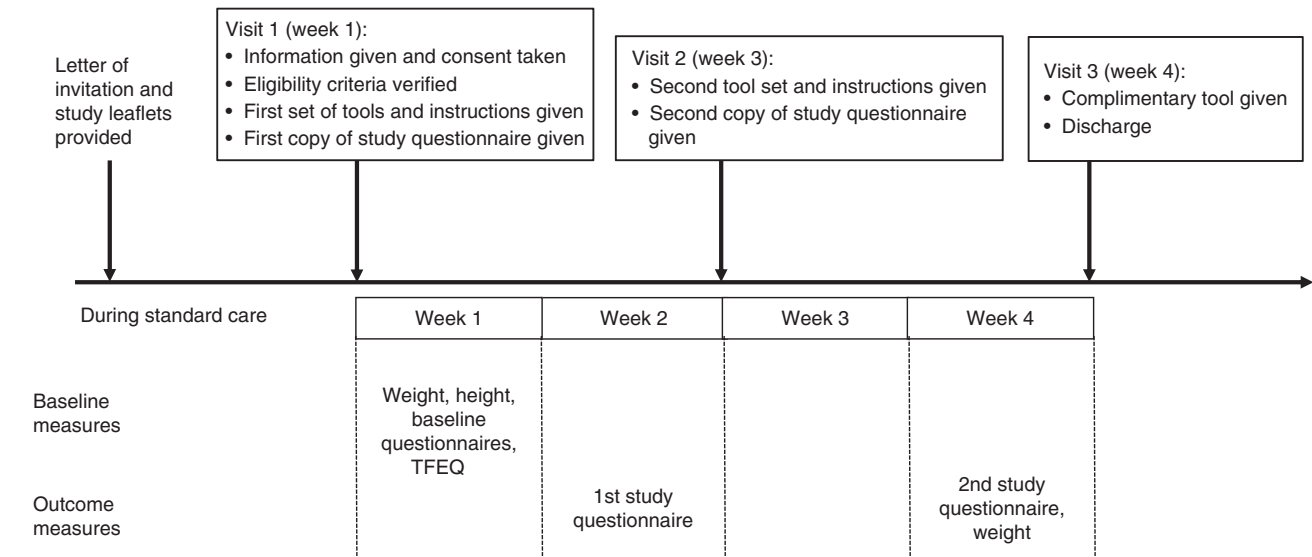 Letter of
invitation and
study leaflets
provided
Visit 1 (week 1):
• Information given and consent taken
• Eligibility criteria verified
• First set of tools and instructions given
• First copy of study questionnaire given
Visit 2 (week 3):
• Second tool set and instructions given
• Second copy of study questionnaire
given
Visit 3 (week 4):
• Complimentary tool given
• Discharge
During standard care
Week 1
Week 2
Week 3
Week 4
Baseline
measures
Weight, height,
baseline
questionnaires,
TFEQ
Outcome
measures
1st study
questionnaire
2nd study
questionnaire,
weight